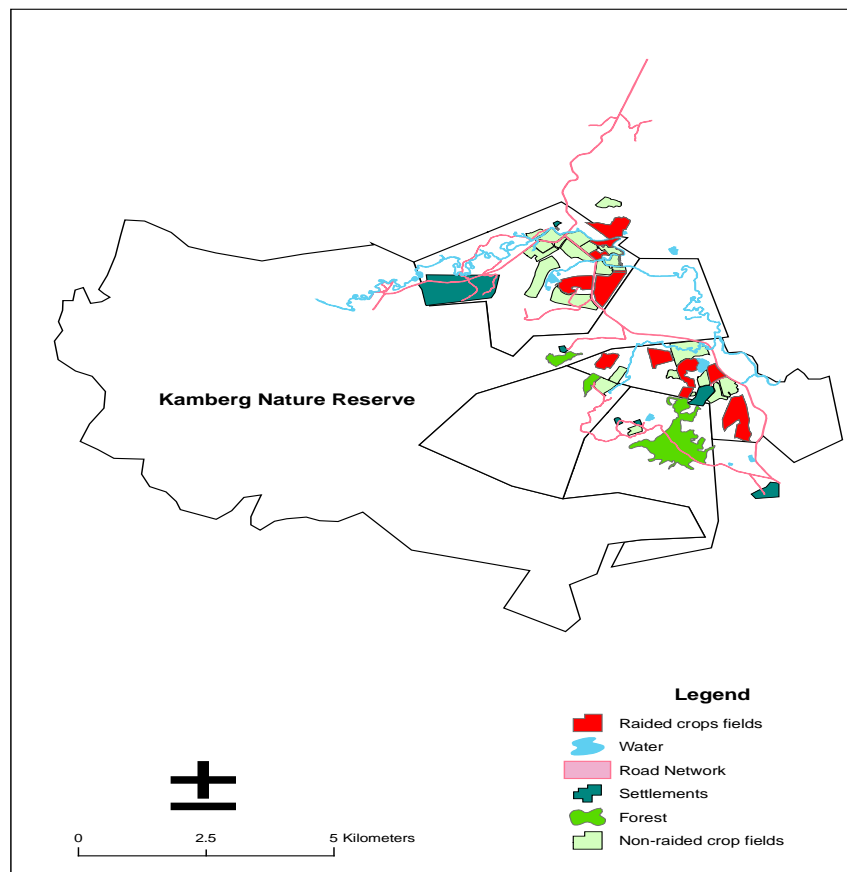 Kamberg Nature Reserve
Legend
Raided crops fields
Water
Road Network
Settlements
Forest
Non-raided crop fields
0 2.5 5 Kilometers